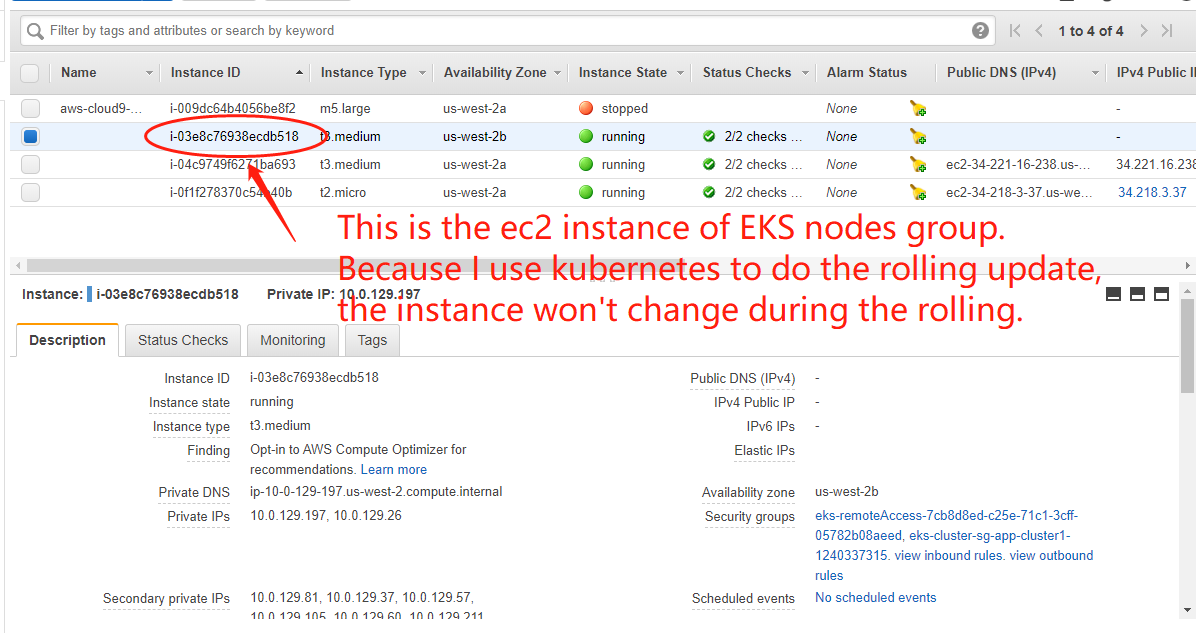 Filter by tags and attributes or search by keyword
1 to 4 of 4
Name Instance ID Instance Type Availability Zone Instance State Status Checks Alarm Status Public DNS (IPv4) IPv4 Public I
aws-cloud9-... i-009dc64b4056be8f2 m5.large us-west-2a stopped None -
i-03e8c76938ecdb518 t3.medium us-west-2b running 2/2 checks ... None -
i-04c9749f6271ba693 t3.medium us-west-2a running 2/2 checks ... None ec2-34-221-16-238.us-... 34.221.16.238
t2.micro us-west-2a running 2/2 checks ... None ec2-34-218-3-37.us-we... 34.218.3.37
This is the ec2 instance of EKS nodes group.
Because I use kubernetes to do the rolling update,
the instance won't change during the rolling.
Instance: i-03e8c76938ecdb518 Private IP: 10.0.129.197
Description Status Checks Monitoring Tags
Instance ID i-03e8c76938ecdb518 Public DNS (IPv4) -
Instance state running IPv4 Public IP -
Instance type t3.medium IPv6 IPs -
Finding Opt-in to AWS Compute Optimizer for Elastic IPs
recommendations. Learn more
Private DNS ip-10-0-129-197.us-west-2.compute.internal Availability zone us-west-2b
Private IPs 10.0.129.197, 10.0.129.26 Security groups eks-remoteAccess-7cb8d8ed-c25e-71c1-3cff-
05782b08aeed, eks-cluster-sg-app-cluster1-
1240337315. view inbound rules. view outbound
rules
Secondary private IPs 10.0.129.81, 10.0.129.37, 10.0.129.57, Scheduled events No scheduled events
10.0.129.105, 10.0.129.60, 10.0.129.211